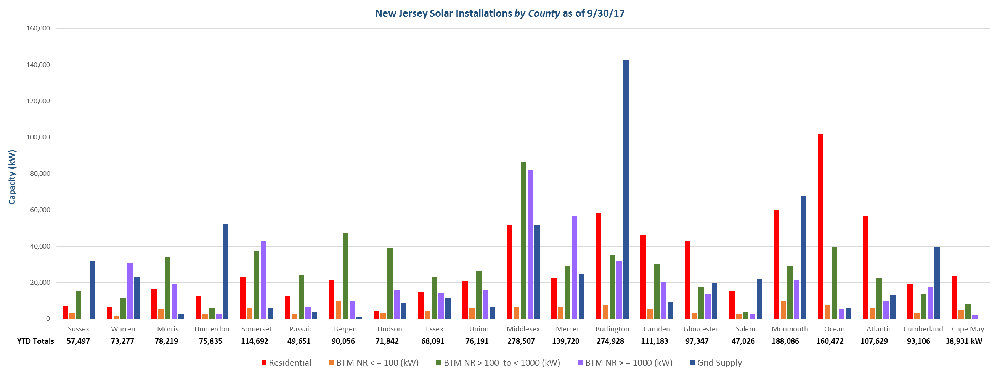 New Jersey Solar Installations by County as of 9/30/17
160,000
140,000
120,000
100,000
80,000
60,000
40,000
20,000
0
Capacity (kW)
Sussex Warren Morris Hunterdon Somerset Passaic Bergen Hudson Essex Union Middlesex Mercer Burlington Camden Gloucester Salem Monmouth Ocean Atlantic Cumberland Cape May
YTD Totals 57,497 73,277 78,219 75,835 114,692 49,651 90,056 71,842 68,091 76,191 278,507 139,720 274,928 111,183 97,347 47,026 188,086 160,472 107,629 93,106 38,931 kW
Residential BTM NR < = 100 (kW) BTM NR > 100 to < 1000 (kW) BTM NR > = 1000 (kW) Grid Supply